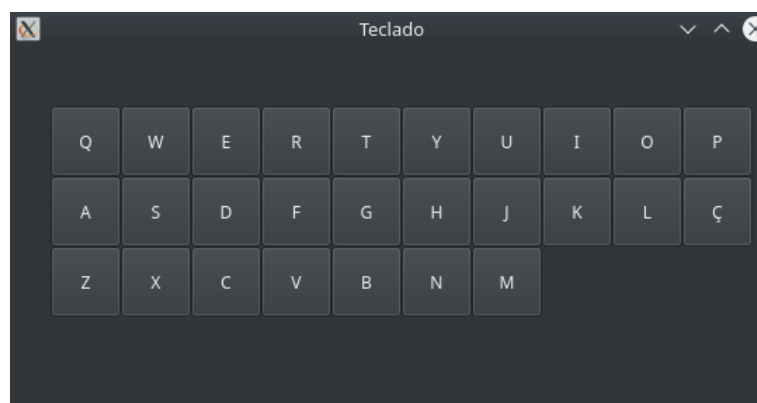 Teclado
Q W E R T Y U I O P
A S D F G H J K L Ç
Z X C V B N M